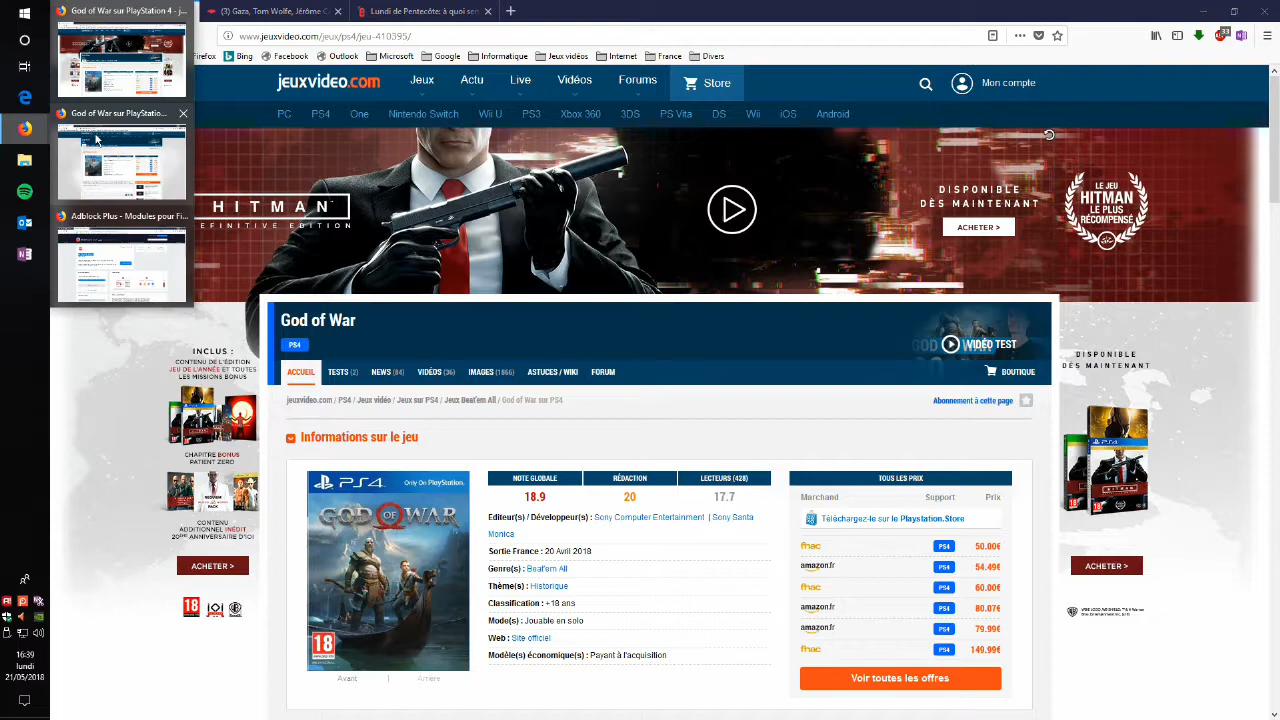 God of War sur PlayStation 4 - j...
(3) Gaza, Tom Wolfe, Jérôme C
Lundi de Pentecôte: à quoi ser
www.jeuxvideo.com/jeux/ps4/jeu-410395/
33
Bing
Facebook
Microsoft
Google
Internet
France
Divers
God of War sur PlayStatio...
Adblock Plus - Modules pour Fi...
jeuxvideo.com
Jeux
Actu
Live
Forums
Store
Mon compte
PC
PS4
One
Nintendo Switch
Wii U
PS3
Xbox 360
3DS
PS Vita
DS
Wii
iOS
Android
HITMAN
DEFINITIVE EDITION
DISPONIBLE
DÈS MAINTENANT
ACHETER >
LE JEU
HITMAN
LE PLUS
RÉCOMPENSÉ
God of War
PS4
VIDÉO TEST
ACCUEIL
TESTS (2)
NEWS (84)
VIDÉOS (36)
IMAGES (1866)
ASTUCES / WIKI
FORUM
BOUTIQUE
jeuxvideo.com / PS4 / Jeux vidéo / Jeux sur PS4 / Jeux Beat'em All / God of War sur PS4
Abonnement à cette page
Informations sur le jeu
INCLUS :
CONTENU DE L'ÉDITION
JEU DE L'ANNÉE ET TOUTES
LES MISSIONS BONUS
CHAPITRE BONUS
PATIENT ZERO
CONTENU
ADDITIONNEL INÉDIT
20ÈME ANNIVERSAIRE D'IOI
ACHETER >
18
PS4
Only On PlayStation.
GOD OF WAR
18
Avant
Arrière
NOTE GLOBALE
RÉDACTION
LECTEURS (428)
18.9
20
17.7
Editeur(s) / Développeur(s) : Sony Computer Entertainment | Sony Santa
Monica
Sortie France : 20 Avril 2018
Genre(s) : Beat'em All
Thème(s) : Historique
Classification : +18 ans
Mode(s) : Jouable en solo
Web : Site officiel
Modèle(s) économique(s) : Payant à l'acquisition
TOUS LES PRIX
Marchand
Support
Prix
Téléchargez-le sur le Playstation.Store
fnac PS4 50.00€
amazon.fr PS4 54.49€
fnac PS4 60.00€
amazon.fr PS4 80.07€
amazon.fr PS4 79.99€
fnac PS4 149.99€
Voir toutes les offres
DISPONIBLE
DÈS MAINTENANT
ACHETER >
16:39
lundi
21/05/2018